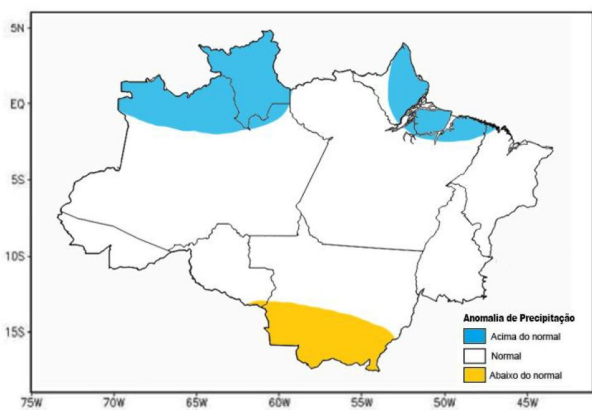 5N
EQ
5S
10S
15S
75W
70W
65W
60W
55W
50W
45W
Anomalia de Precipitação
Acima do normal
Normal
Abaixo do normal